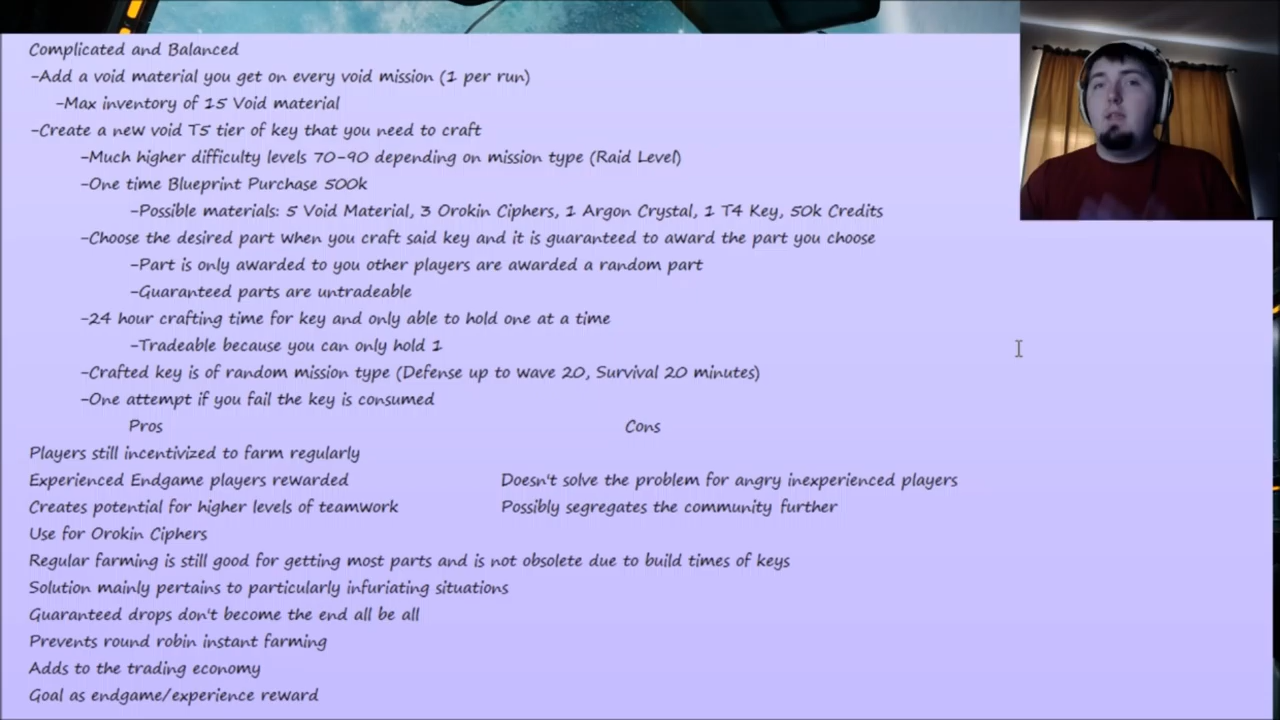 Complicated and Balanced
-Add a void material you get on every void mission (1 per run)
-Max inventory of 15 Void material
-Create a new void T5 tier of key that you need to craft
-Much higher difficulty levels 70-90 depending on mission type (Raid Level)
-One time Blueprint Purchase 500k
-Possible materials: 5 Void Material, 3 Orokin Ciphers, 1 Argon Crystal, 1 T4 Key, 50k Credits
-Choose the desired part when you craft said key and it is guaranteed to award the part you choose
-Part is only awarded to you other players are awarded a random part
-Guaranteed parts are untradeable
-24 hour crafting time for key and only able to hold one at a time
-Tradeable because you can only hold 1
-Crafted key is of random mission type (Defense up to wave 20, Survival 20 minutes)
-One attempt if you fail the key is consumed
Pros Cons
Players still incentivized to farm regularly
Experienced Endgame players rewarded Doesn't solve the problem for angry inexperienced players
Creates potential for higher levels of teamwork Possibly segregates the community further
Use for Orokin Ciphers
Regular farming is still good for getting most parts and is not obsolete due to build times of keys
Solution mainly pertains to particularly infuriating situations
Guaranteed drops don't become the end all be all
Prevents round robin instant farming
Adds to the trading economy
Goal as endgame/experience reward